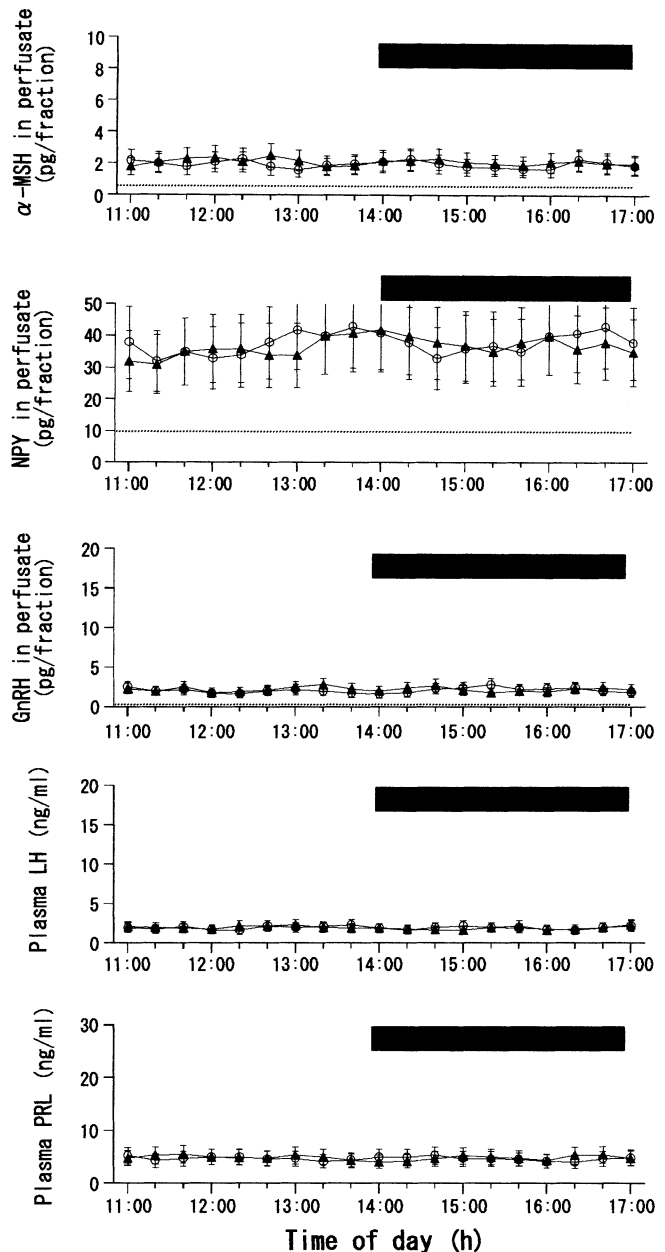 α-MSH in perfusate
(pg/fraction)
10
8
6
4
2
0
11:00 12:00 13:00 14:00 15:00 16:00 17:00
NPY in perfusate
(pg/fraction)
50
40
30
20
10
0
11:00 12:00 13:00 14:00 15:00 16:00 17:00
GnRH in perfusate
(pg/fraction)
20
15
10
5
0
11:00 12:00 13:00 14:00 15:00 16:00 17:00
Plasma LH (ng/ml)
20
15
10
5
0
11:00 12:00 13:00 14:00 15:00 16:00 17:00
Plasma PRL (ng/ml)
30
20
10
0
11:00 12:00 13:00 14:00 15:00 16:00 17:00
Time of day (h)